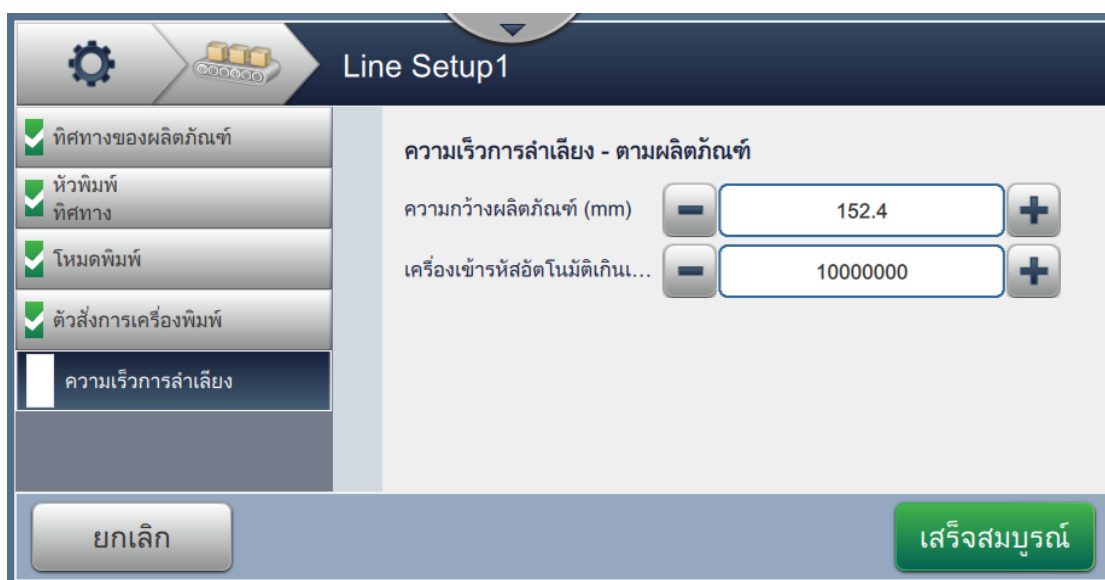 Line Setup1
ทิศทางของผลิตภัณฑ์
หัวพิมพ์
ทิศทาง
โหมดพิมพ์
ตัวสั่งการเครื่องพิมพ์
ความเร็วการลำเลียง
ความเร็วการลำเลียง - ตามผลิตภัณฑ์
ความกว้างผลิตภัณฑ์ (mm) 152.4
เครื่องเข้ารหัสอัตโนมัติเกินเ... 10000000
ยกเลิก
เสร็จสมบูรณ์